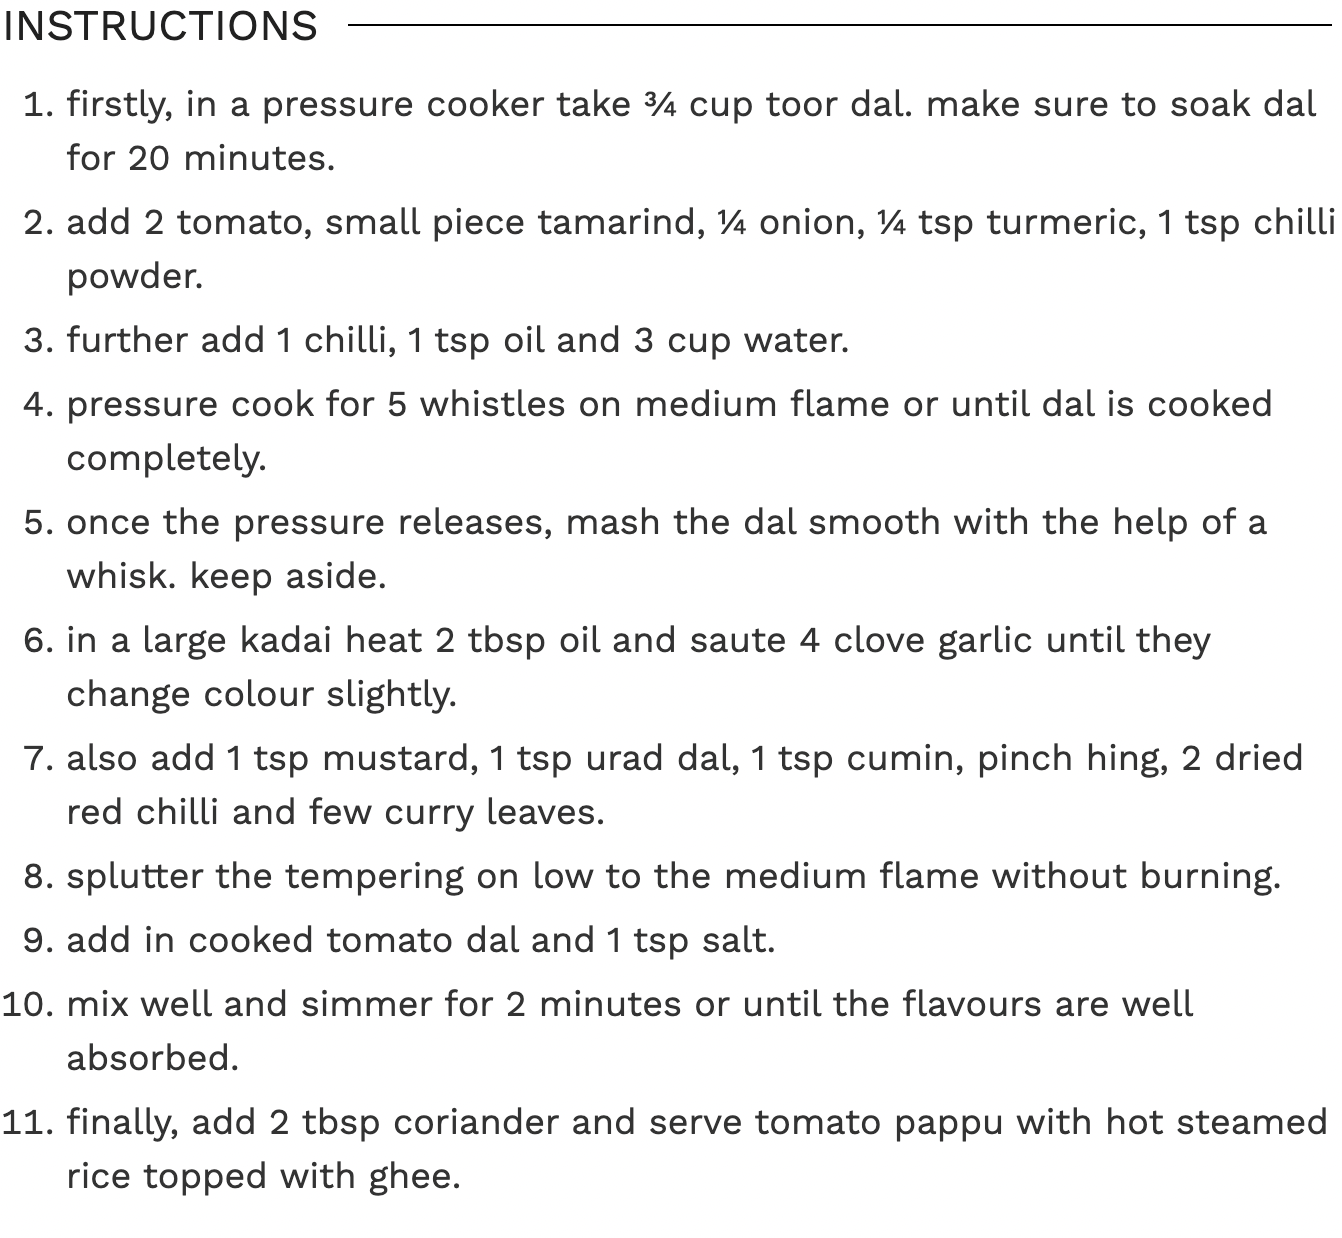 INSTRUCTIONS
1. firstly, in a pressure cooker take ¾ cup toor dal. make sure to soak dal
for 20 minutes.
2. add 2 tomato, small piece tamarind, ¼ onion, ¼ tsp turmeric, 1 tsp chilli
powder.
3. further add 1 chilli, 1 tsp oil and 3 cup water.
4. pressure cook for 5 whistles on medium flame or until dal is cooked
completely.
5. once the pressure releases, mash the dal smooth with the help of a
whisk. keep aside.
6. in a large kadai heat 2 tbsp oil and saute 4 clove garlic until they
change colour slightly.
7. also add 1 tsp mustard, 1 tsp urad dal, 1 tsp cumin, pinch hing, 2 dried
red chilli and few curry leaves.
8. splutter the tempering on low to the medium flame without burning.
9. add in cooked tomato dal and 1 tsp salt.
10. mix well and simmer for 2 minutes or until the flavours are well
absorbed.
11. finally, add 2 tbsp coriander and serve tomato pappu with hot steamed
rice topped with ghee.